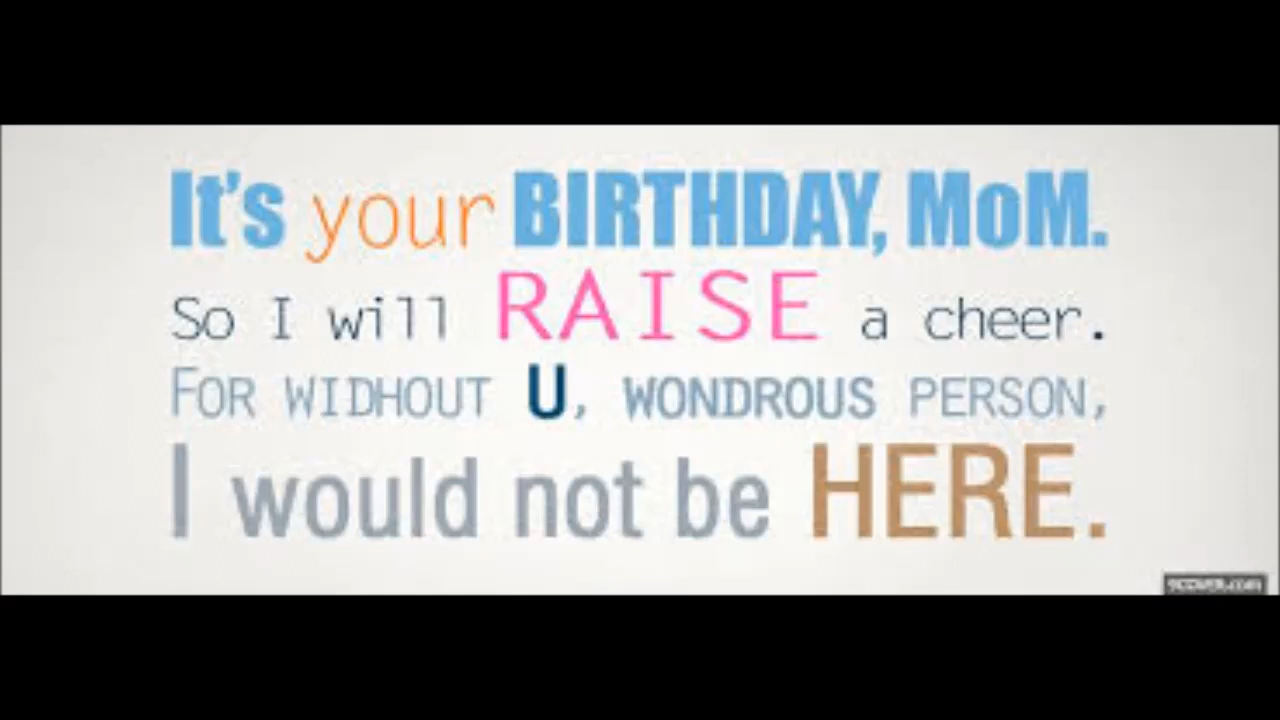 It's your BIRTHDAY, MoM.
So I will RAISE a cheer.
FOR WIDHOUT U, WONDROUS PERSON,
I would not be HERE.